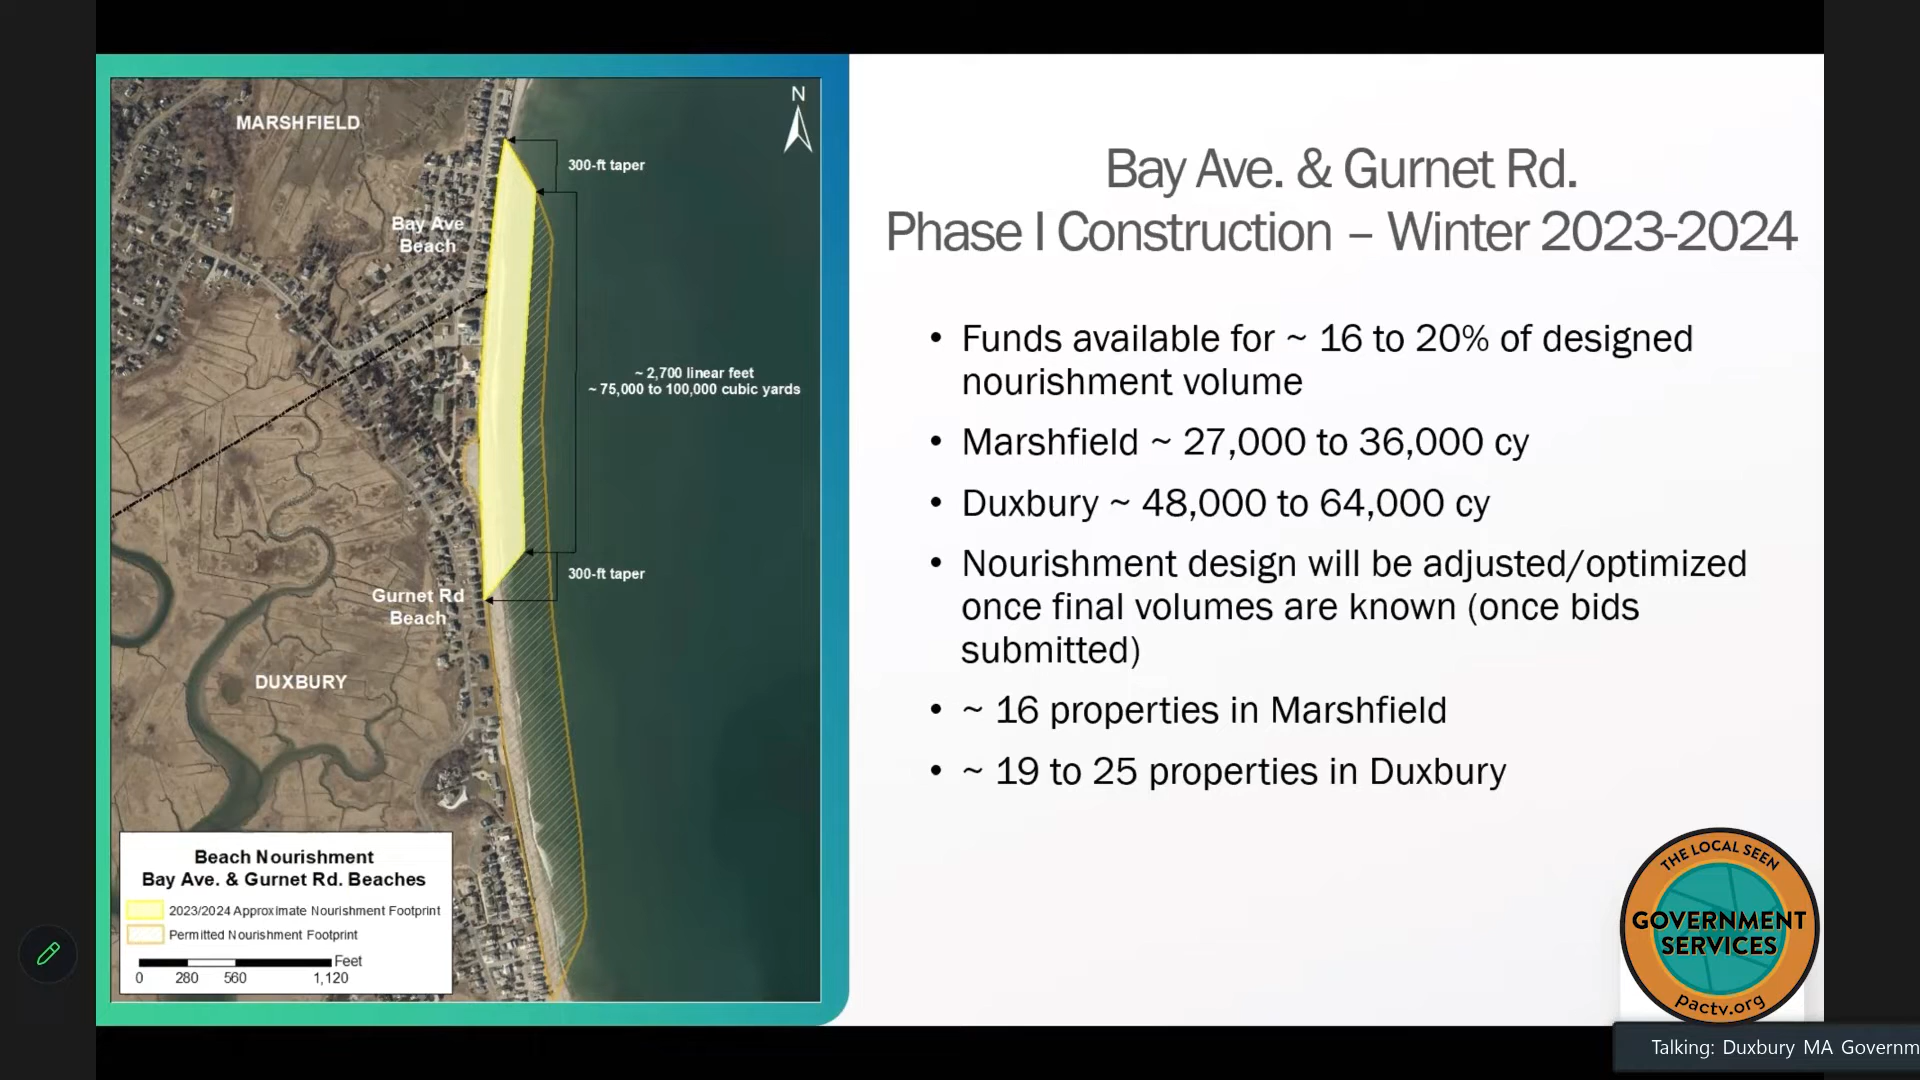 MARSHFIELD
N
300-ft taper
Bay Ave
Beach
~ 2,700 linear feet
~ 75,000 to 100,000 cubic yards
300-ft taper
Gurnet Rd
Beach
DUXBURY
Beach Nourishment
Bay Ave. & Gurnet Rd. Beaches
2023/2024 Approximate Nourishment Footprint
Permitted Nourishment Footprint
Feet
0 280 560 1,120
Bay Ave. & Gurnet Rd.
Phase I Construction – Winter 2023-2024
• Funds available for ~ 16 to 20% of designed
nourishment volume
• Marshfield ~ 27,000 to 36,000 cy
• Duxbury ~ 48,000 to 64,000 cy
• Nourishment design will be adjusted/optimized
once final volumes are known (once bids
submitted)
• ~ 16 properties in Marshfield
• ~ 19 to 25 properties in Duxbury
THE LOCAL SEEN
GOVERNMENT
SERVICES
pactv.org
Talking: Duxbury MA Governm